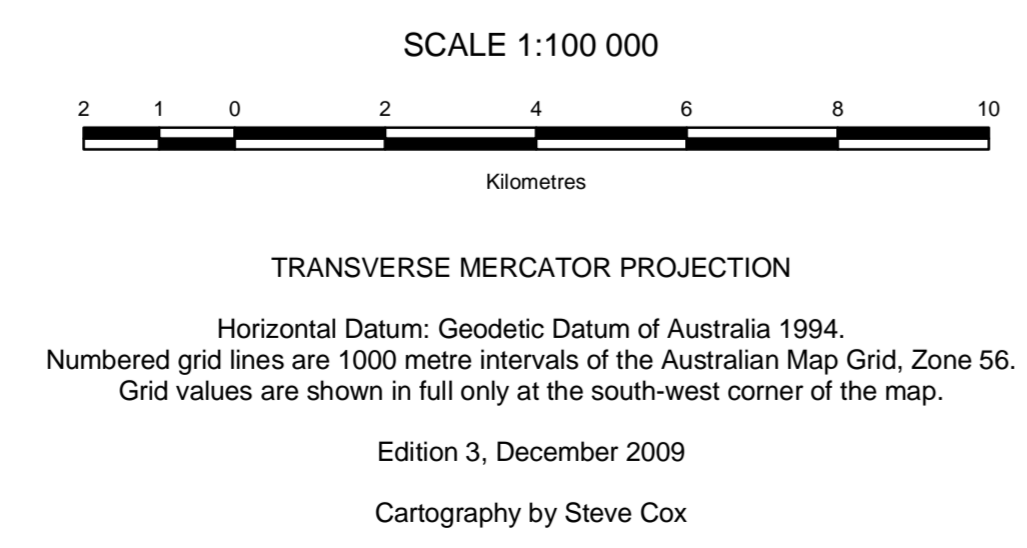 SCALE 1:100 000
2 1 0 2 4 6 8 10
Kilometres
TRANSVERSE MERCATOR PROJECTION
Horizontal Datum: Geodetic Datum of Australia 1994.
Numbered grid lines are 1000 metre intervals of the Australian Map Grid, Zone 56.
Grid values are shown in full only at the south-west corner of the map.
Edition 3, December 2009
Cartography by Steve Cox